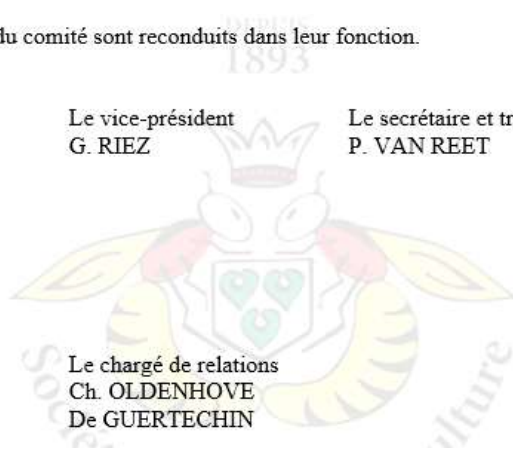 DEPUIS
1893
du comité sont reconduits dans leur fonction.
Le vice-président
G. RIEZ
Le secrétaire et
P. VAN REET
Le chargé de relations
Ch. OLDENHOVE
De GUERTECHIN